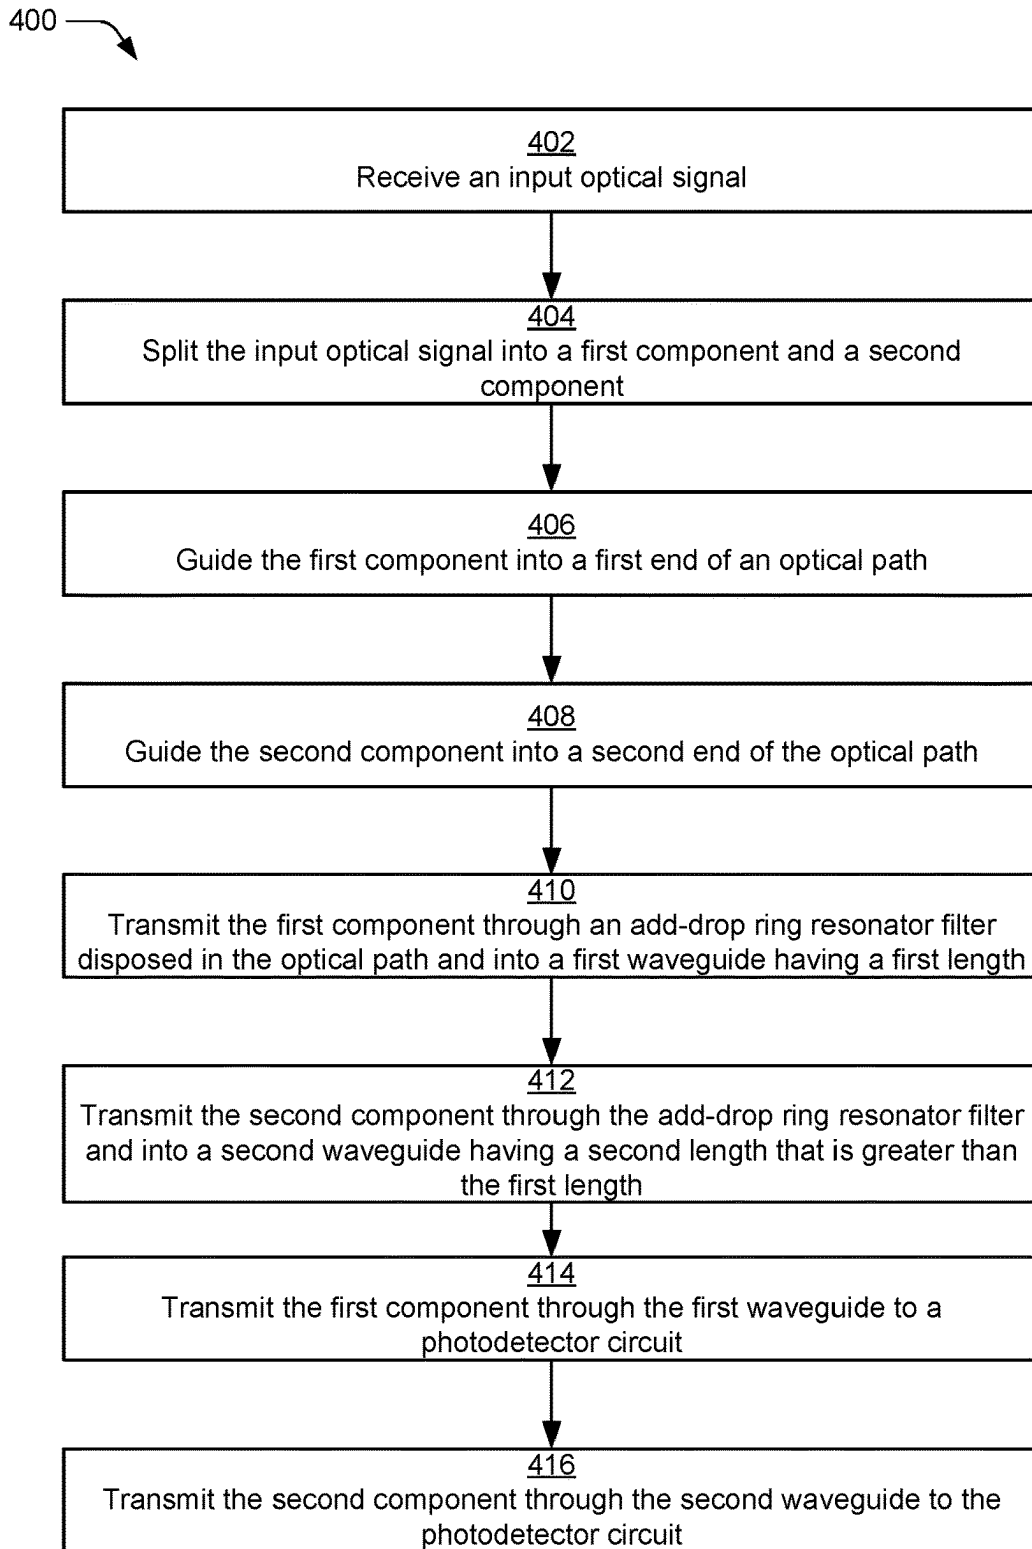 400
402
Receive an input optical signal
404
Split the input optical signal into a first component and a second
component
406
Guide the first component into a first end of an optical path
408
Guide the second component into a second end of the optical path
410
Transmit the first component through an add-drop ring resonator filter
disposed in the optical path and into a first waveguide having a first length
412
Transmit the second component through the add-drop ring resonator filter
and into a second waveguide having a second length that is greater than
the first length
414
Transmit the first component through the first waveguide to a
photodetector circuit
416
Transmit the second component through the second waveguide to the
photodetector circuit